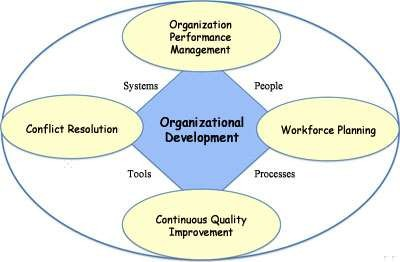 Organization
Performance
Management
Systems
People
Conflict Resolution
Organizational
Development
Workforce Planning
Tools
Processes
Continuous Quality
Improvement